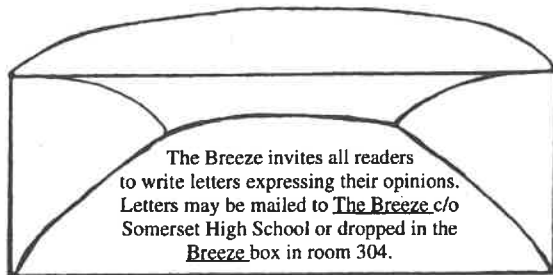 The Breeze invites all readers
to write letters expressing their opinions.
Letters may be mailed to The Breeze c/o
Somerset High School or dropped in the
Breeze box in room 304.